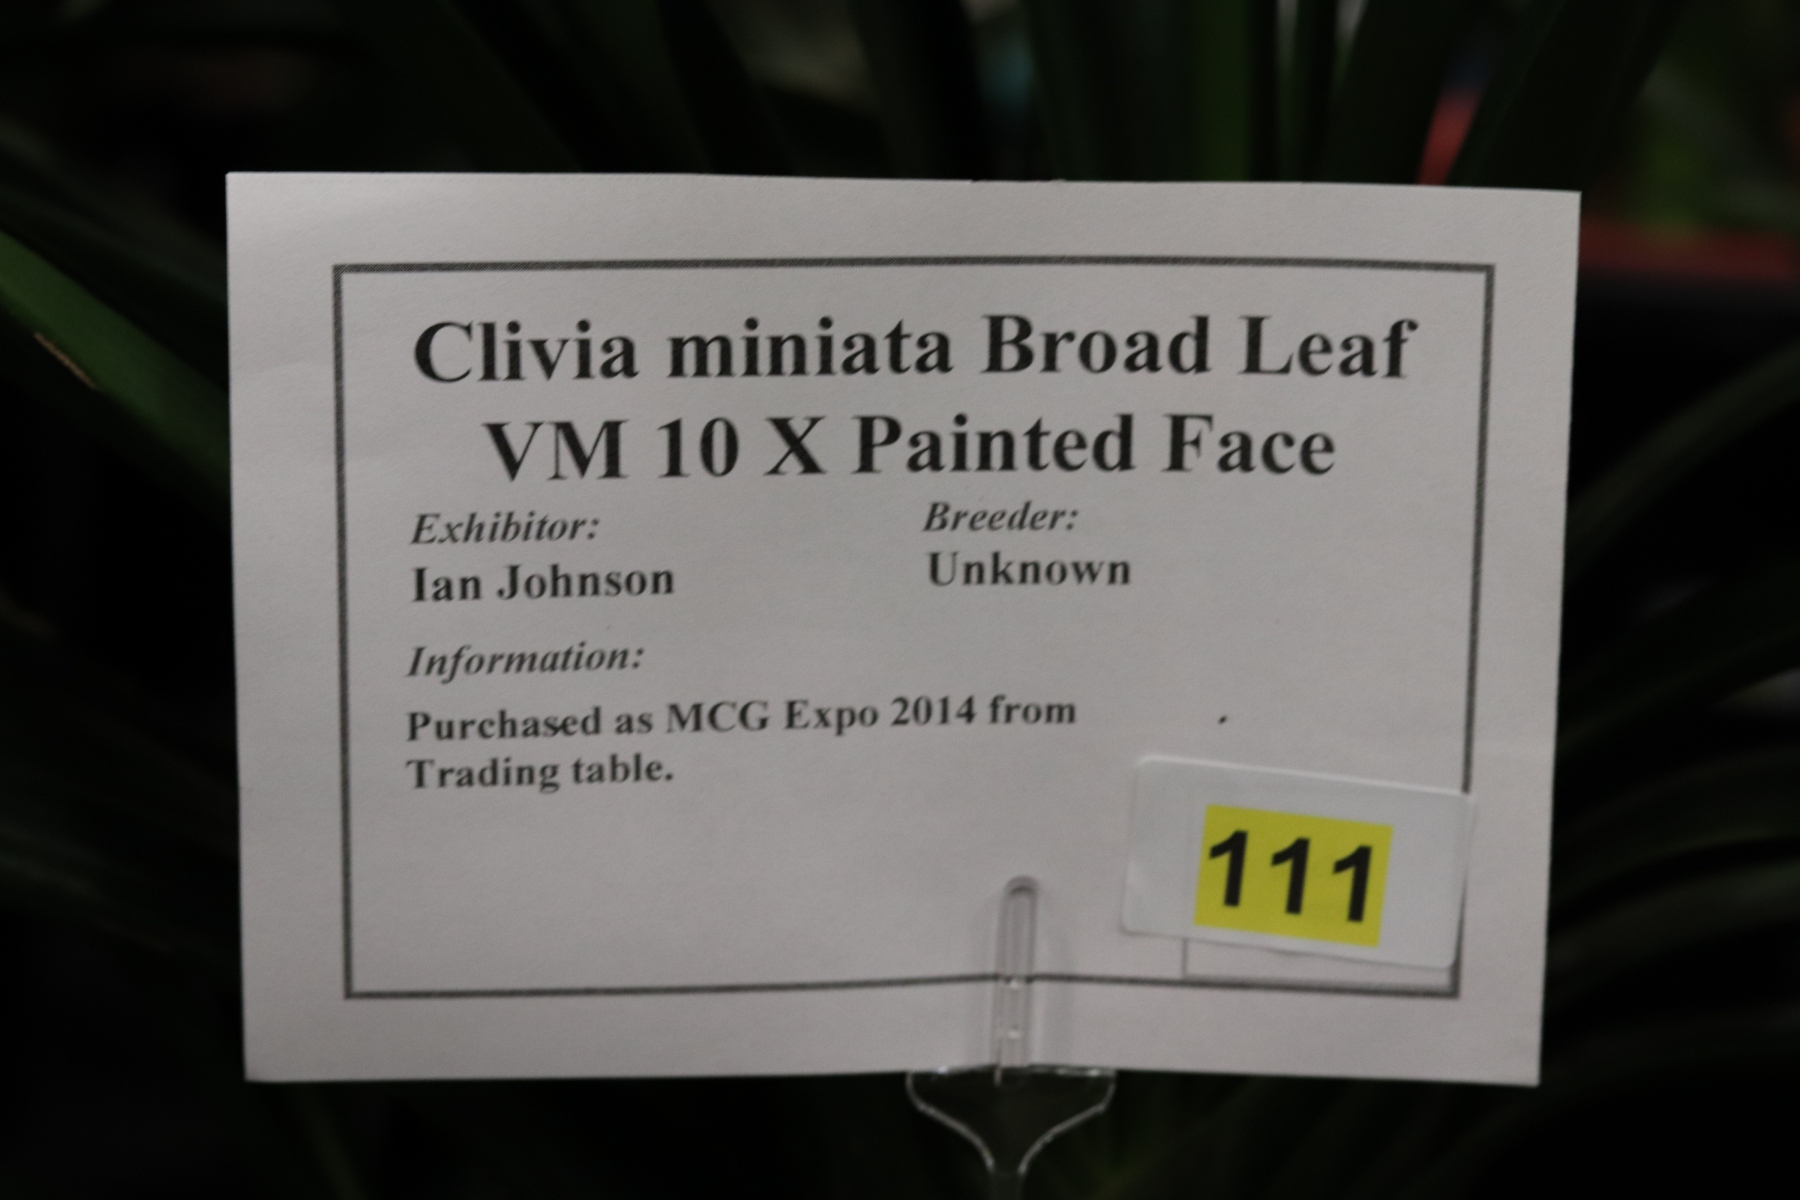 Clivia miniata Broad Leaf
VM 10 X Painted Face
Exhibitor:
Ian Johnson
Breeder:
Unknown
Information:
Purchased as MCG Expo 2014 from
Trading table.
111